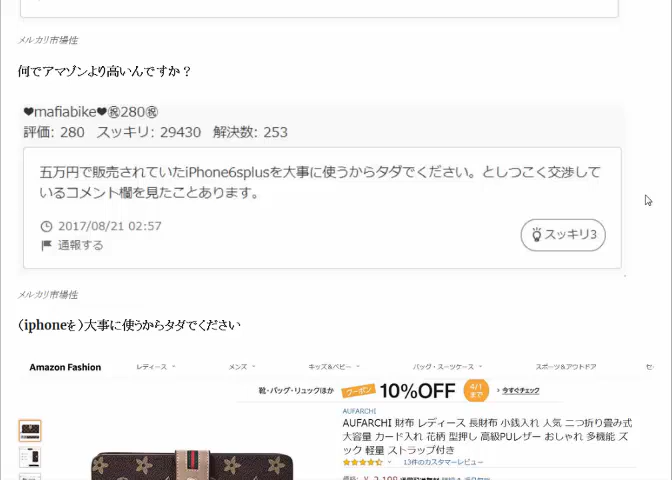 メルカリ市場性
何でアマゾンより高いんですか？
❤mafiabike❤㊗280㊗
評価: 280 スッキリ: 29430 解決数: 253
五万円で販売されていたiPhone6splusを大事に使うからタダでください。としつこく交渉して
いるコメント欄を見たことあります。
2017/08/21 02:57
通報する
スッキリ3
メルカリ市場性
（iphoneを）大事に使うからタダでください
Amazon Fashion
レディース
メンズ
キッズ&ベビー
バッグ・スーツケース
スポーツ&アウトドア
セ-
靴・バッグ・リュックほか
クーポン
10%OFF
4/1
まで
今すぐチェック
AUFARCHI
AUFARCHI 財布 レディース 長財布 小銭入れ 人気 二つ折り畳み式
大容量 カード入れ 花柄 型押し 高級PUレザー おしゃれ 多機能 ズ
ック 軽量 ストラップ付き
13件のカスタマーレビュー